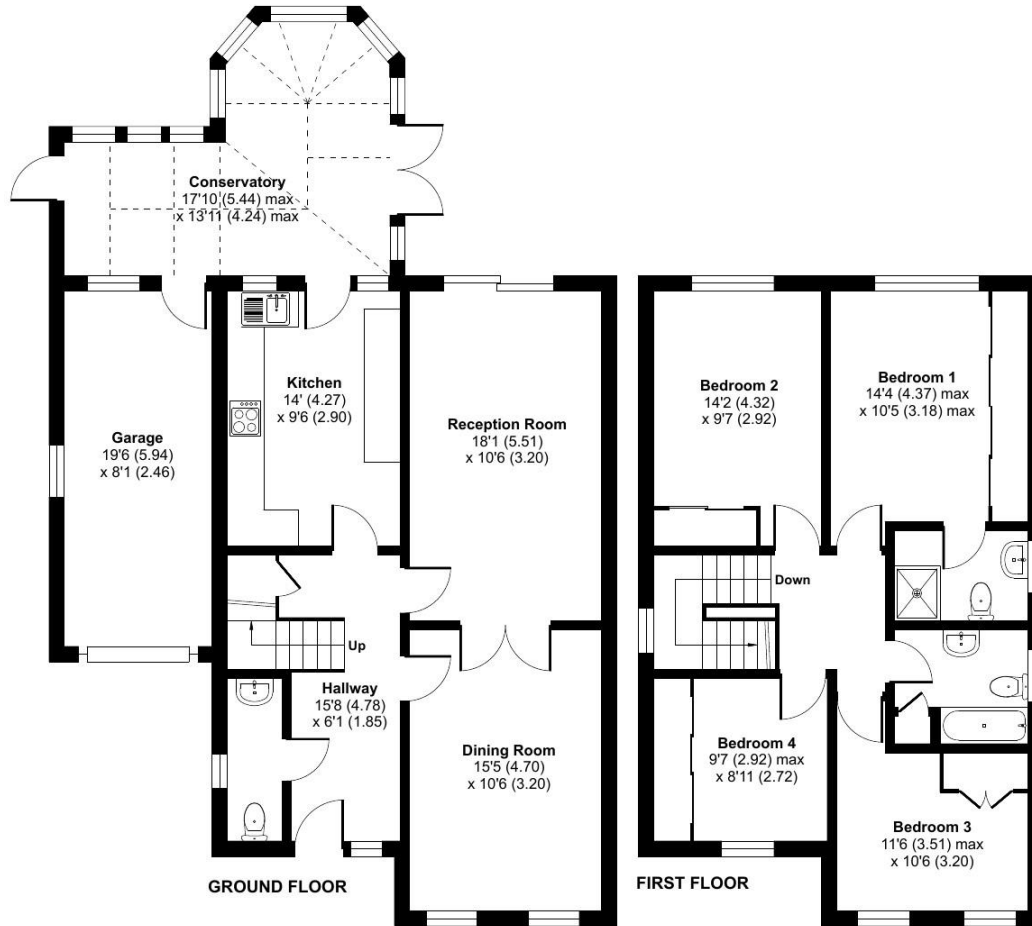 Conservatory
17'10 (5.44) max
x 13'11 (4.24) max
Kitchen
14' (4.27)
x 9'6 (2.90)
Garage
19'6 (5.94)
x 8'1 (2.46)
Reception Room
18'1 (5.51)
x 10'6 (3.20)
Up
Hallway
15'8 (4.78)
x 6'1 (1.85)
Dining Room
15'5 (4.70)
x 10'6 (3.20)
GROUND FLOOR
Bedroom 2
14'2 (4.32)
x 9'7 (2.92)
Bedroom 1
14'4 (4.37) max
x 10'5 (3.18) max
Down
Bedroom 4
9'7 (2.92) max
x 8'11 (2.72)
Bedroom 3
11'6 (3.51) max
x 10'6 (3.20)
FIRST FLOOR